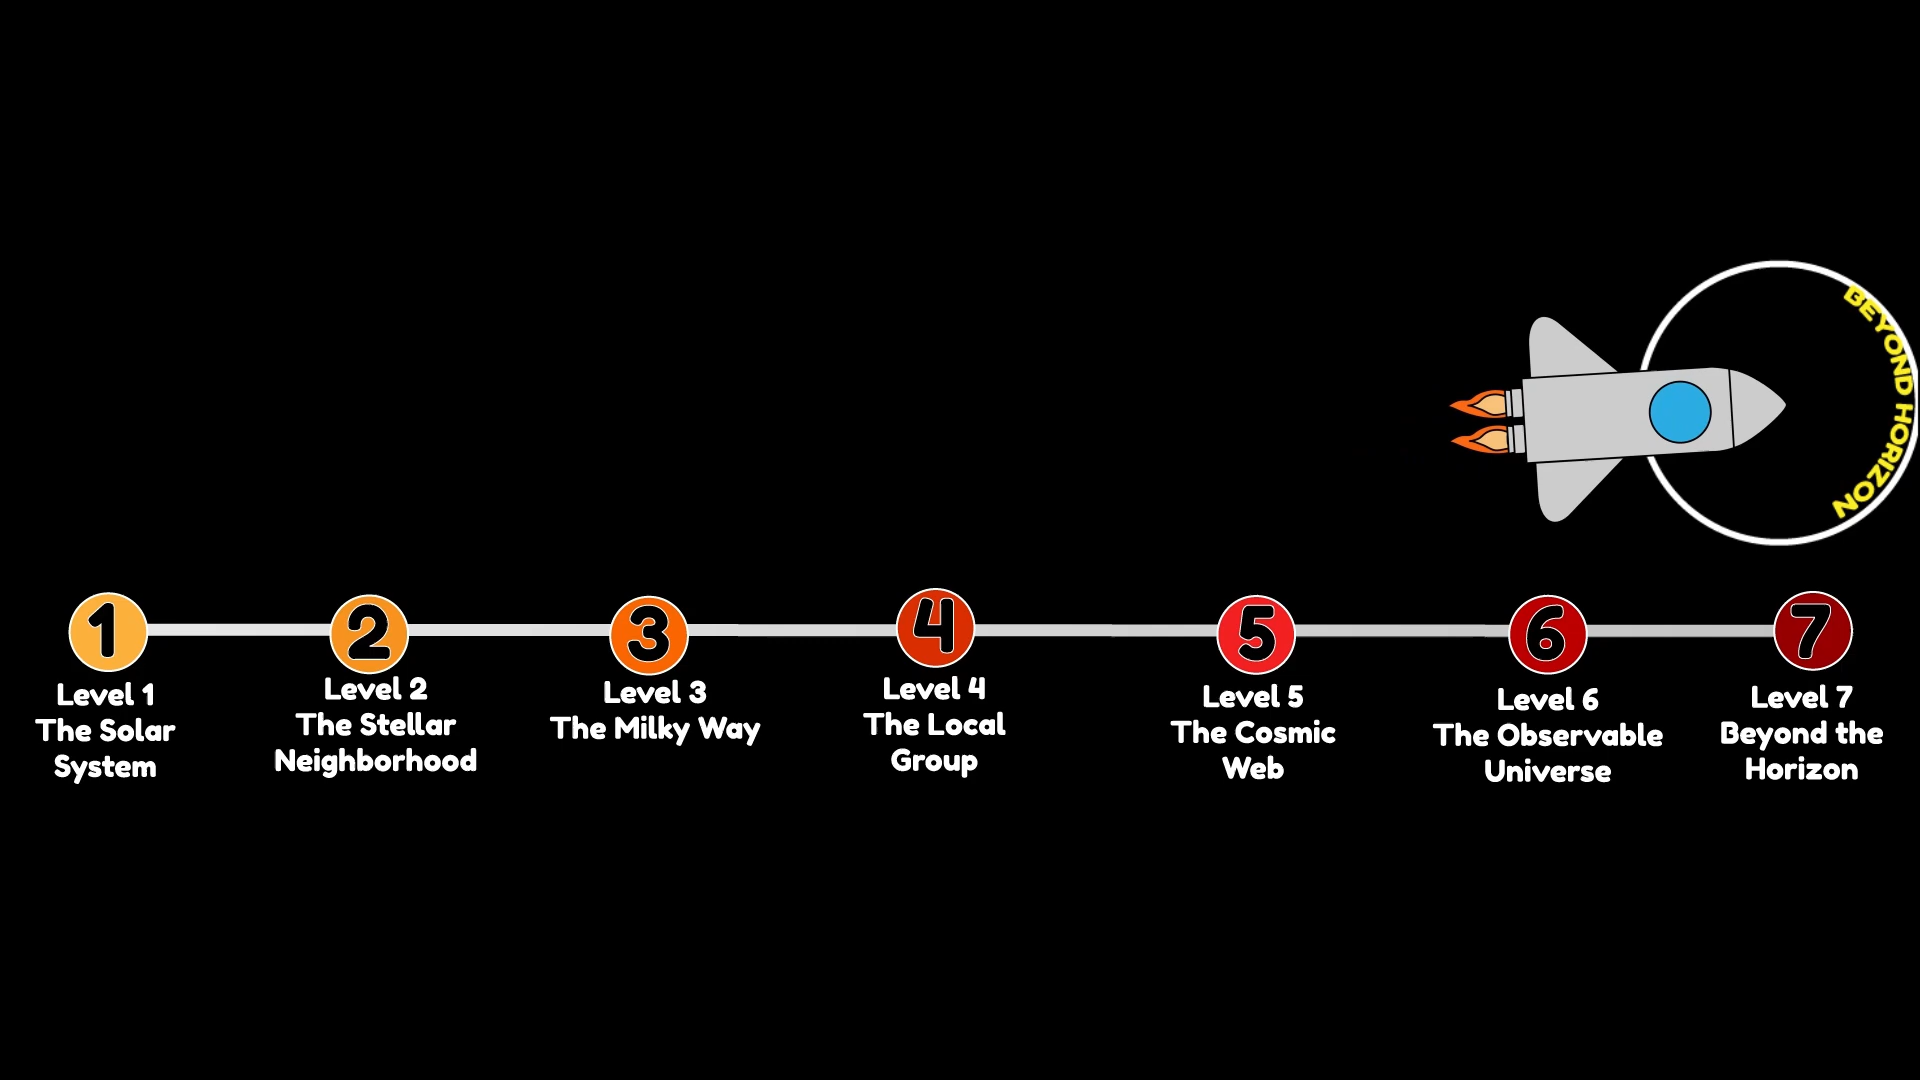 BEYOND HORIZON
1
2
3
4
5
6
7
Level 1
The Solar
System
Level 2
The Stellar
Neighborhood
Level 3
The Milky Way
Level 4
The Local
Group
Level 5
The Cosmic
Web
Level 6
The Observable
Universe
Level 7
Beyond the
Horizon